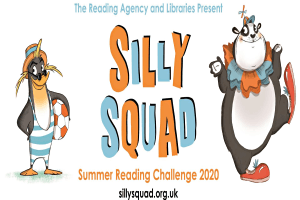 The Reading Agency and Libraries Present
SILLY
SQUAD
Summer Reading Challenge 2020
sillysquad.org.uk